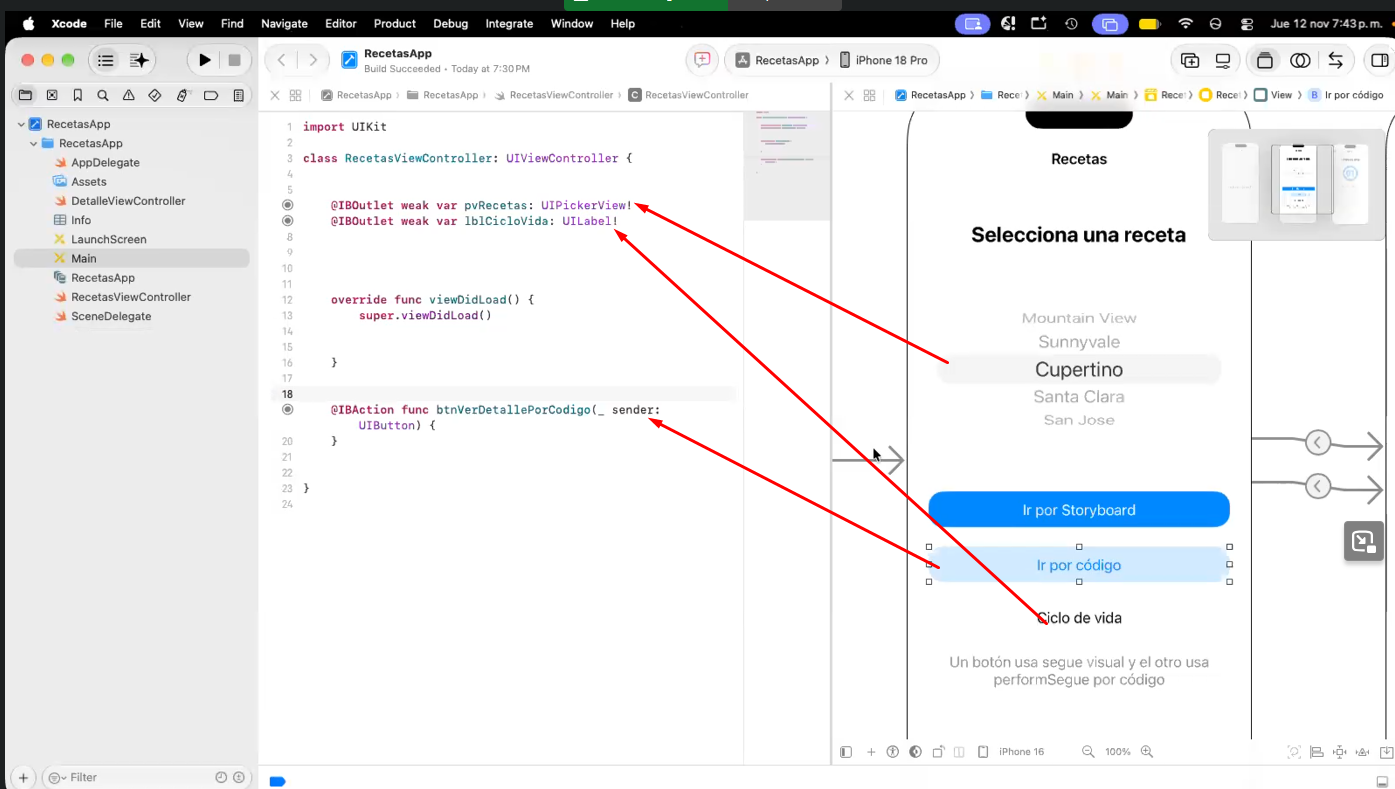 Xcode File Edit View Find Navigate Editor Product Debug Integrate Window Help Jue 12 nov 7:43 p.m.
RecetasApp
Build Succeeded • Today at 7:30 PM
RecetasApp 〉 iPhone 18 Pro
RecetasApp 〉 RecetasApp 〉 RecetasViewController 〉 C RecetasViewController
RecetasApp 〉 Rece 〉 Main 〉 Main 〉 Rece 〉 Rece 〉 View 〉 B Ir por código
RecetasApp
RecetasApp
AppDelegate
Assets
DetalleViewController
Info
LaunchScreen
Main
RecetasApp
RecetasViewController
SceneDelegate
Filter
1 import UIKit
2
3 class RecetasViewController: UIViewController {
4
5
@IBOutlet weak var pvRecetas: UIPickerView!
@IBOutlet weak var lblCicloVida: UILabel!
8
9
10
11
12 override func viewDidLoad() {
13 super.viewDidLoad()
14
15
16 }
17
18
@IBAction func btnVerDetallePorCodigo(_ sender:
UIButton) {
20 }
21
22
23 }
24
Recetas
Selecciona una receta
Mountain View
Sunnyvale
Cupertino
Santa Clara
San Jose
Ir por Storyboard
Ir por código
Ciclo de vida
Un botón usa segue visual y el otro usa
performSegue por código
iPhone 16 100%